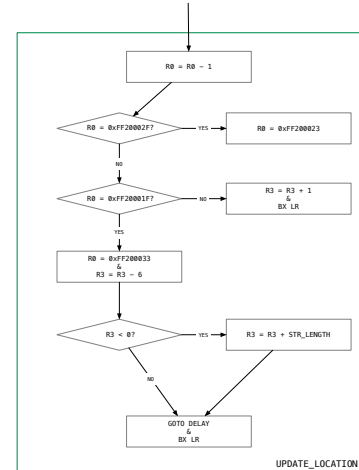 R0 = R0 − 1
R0 = 0xFF20002F?
YES
R0 = 0xFF200023
NO
R0 = 0xFF20001F?
NO
R3 = R3 + 1
&
BX LR
YES
R0 = 0xFF200033
&
R3 = R3 − 6
R3 < 0?
YES
R3 = R3 + STR_LENGTH
NO
GOTO DELAY
&
BX LR
UPDATE_LOCATION